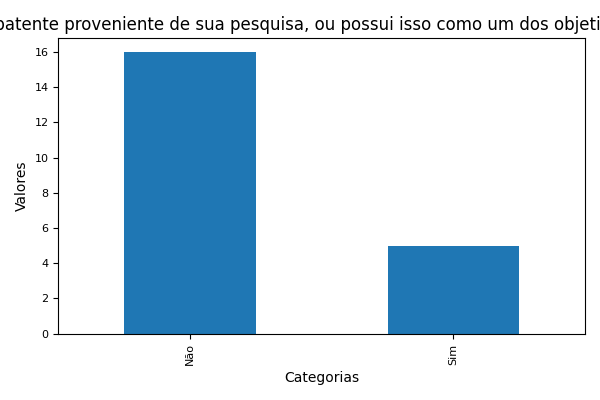 patente proveniente de sua pesquisa, ou possui isso como um dos objeti
16
14
12
10
8
6
4
2
0
Valores
Não
Sim
Categorias